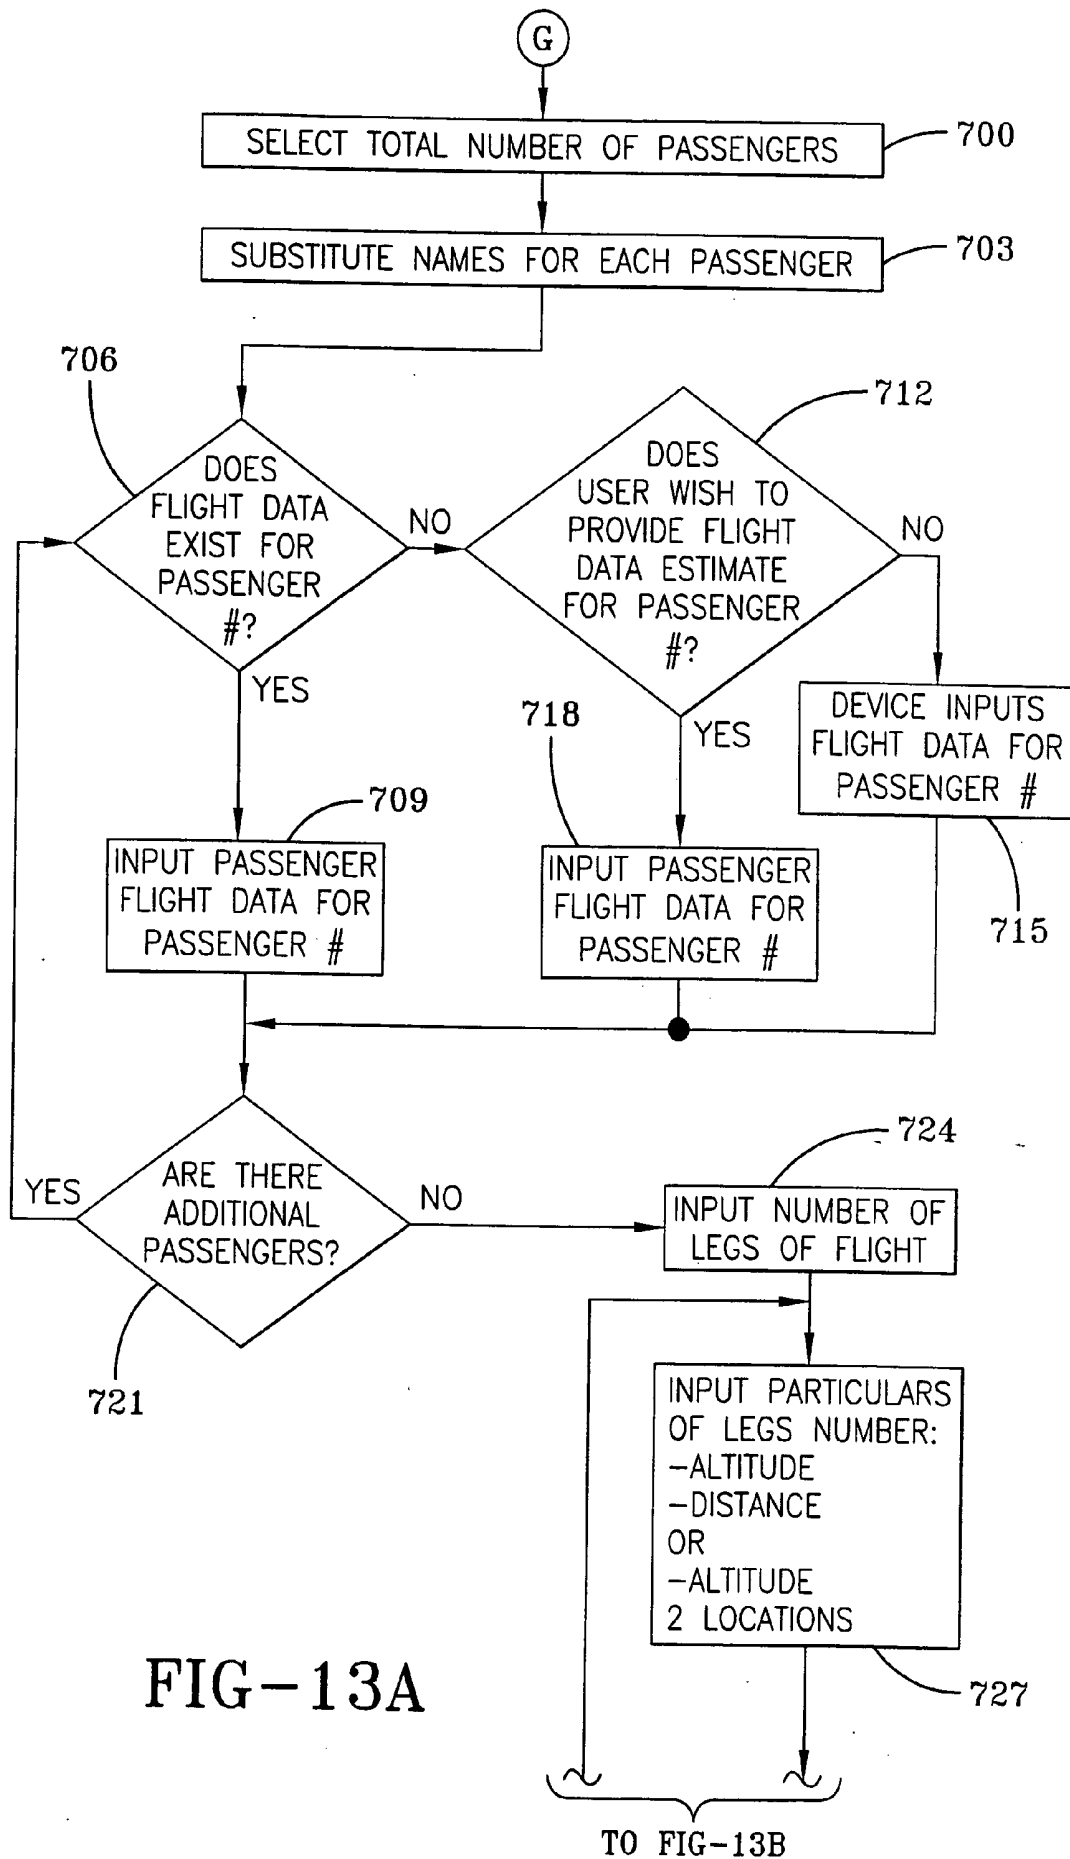 G
SELECT TOTAL NUMBER OF PASSENGERS
700
SUBSTITUTE NAMES FOR EACH PASSENGER
703
706
DOES
FLIGHT DATA
EXIST FOR
PASSENGER
#?
NO
YES
712
DOES
USER WISH TO
PROVIDE FLIGHT
DATA ESTIMATE
FOR PASSENGER
#?
NO
YES
DEVICE INPUTS
FLIGHT DATA FOR
PASSENGER #
715
709
INPUT PASSENGER
FLIGHT DATA FOR
PASSENGER #
718
INPUT PASSENGER
FLIGHT DATA FOR
PASSENGER #
YES
ARE THERE
ADDITIONAL
PASSENGERS?
NO
721
724
INPUT NUMBER OF
LEGS OF FLIGHT
INPUT PARTICULARS
OF LEGS NUMBER:
-ALTITUDE
-DISTANCE
OR
-ALTITUDE
2 LOCATIONS
727
FIG-13A
TO FIG-13B